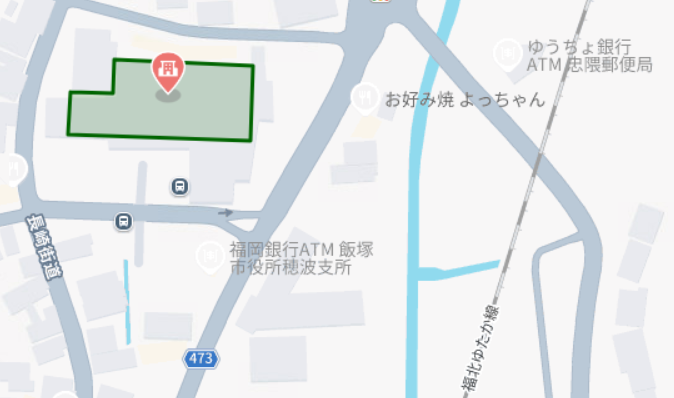 ゆうちょ銀行
ATM 忠隈郵便局
お好み焼 よっちゃん
長崎街道
福岡銀行ATM 飯塚
市役所穂波支所
福北ゆたか線
473